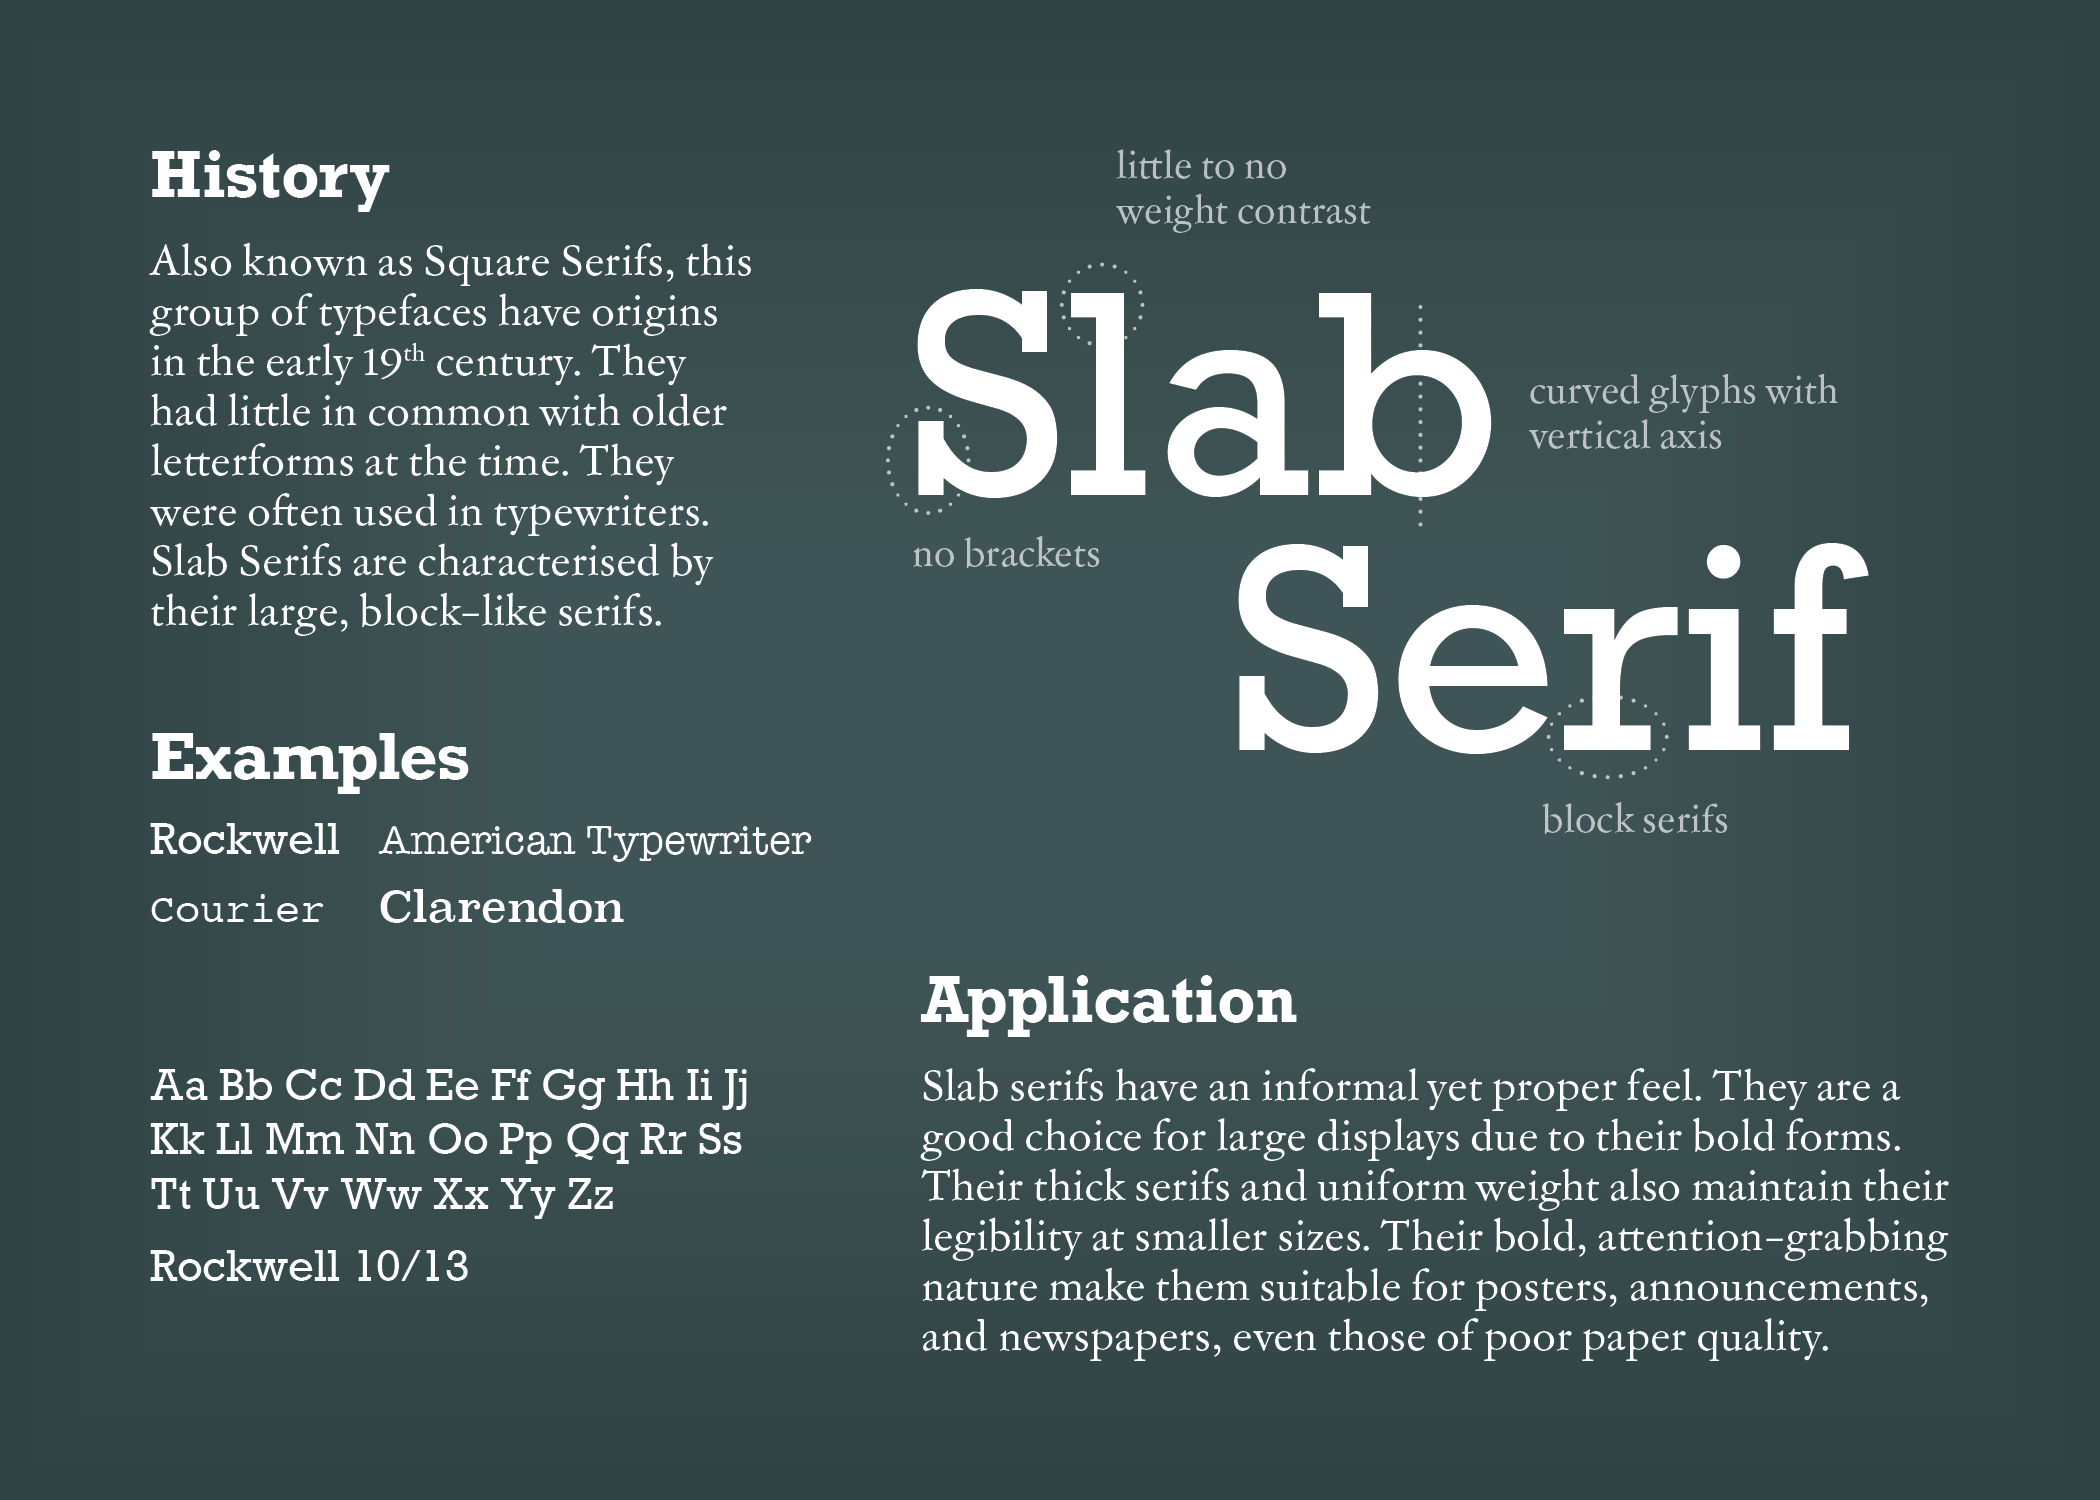 History
Also known as Square Serifs, this
group of typefaces have origins
in the early 19th century. They
had little in common with older
letterforms at the time. They
were often used in typewriters.
Slab Serifs are characterised by
their large, block-like serifs.
Examples
Rockwell American Typewriter
Courier Clarendon
Aa Bb Cc Dd Ee Ff Gg Hh Ii Jj
Kk Ll Mm Nn Oo Pp Qq Rr Ss
Tt Uu Vv Ww Xx Yy Zz
Rockwell 10/13
little to no
weight contrast
Slab
curved glyphs with
vertical axis
no brackets
Serif
block serifs
Application
Slab serifs have an informal yet proper feel. They are a
good choice for large displays due to their bold forms.
Their thick serifs and uniform weight also maintain their
legibility at smaller sizes. Their bold, attention-grabbing
nature make them suitable for posters, announcements,
and newspapers, even those of poor paper quality.